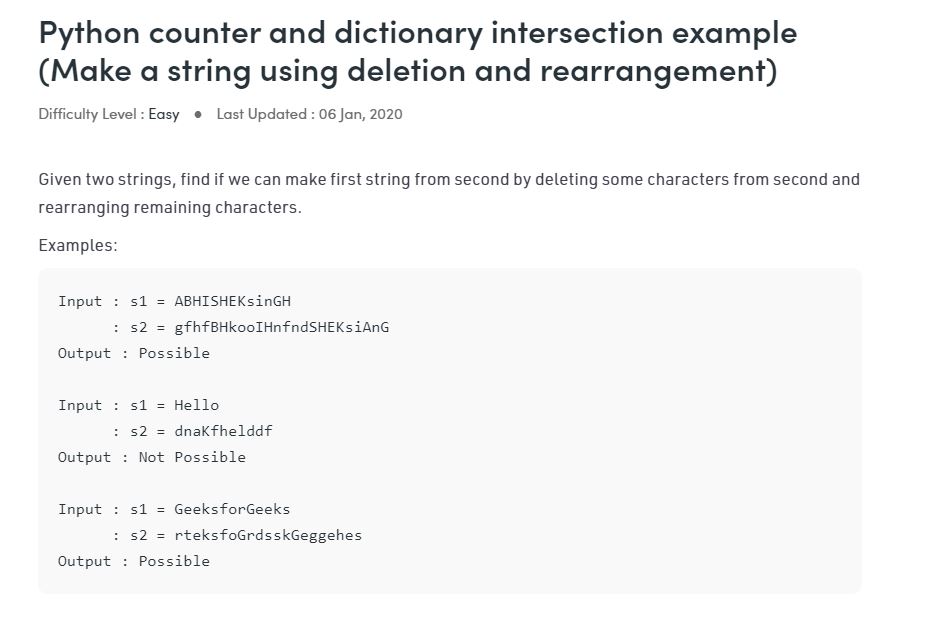 Python counter and dictionary intersection example
(Make a string using deletion and rearrangement)
Difficulty Level : Easy ● Last Updated : 06 Jan, 2020
Given two strings, find if we can make first string from second by deleting some characters from second and
rearranging remaining characters.
Examples:
Input : s1 = ABHISHEKsinGH
: s2 = gfhfBHkooIHnfndSHEKsiAnG
Output : Possible
Input : s1 = Hello
: s2 = dnaKfhelddf
Output : Not Possible
Input : s1 = GeeksforGeeks
: s2 = rteksfoGrdsskGeggehes
Output : Possible